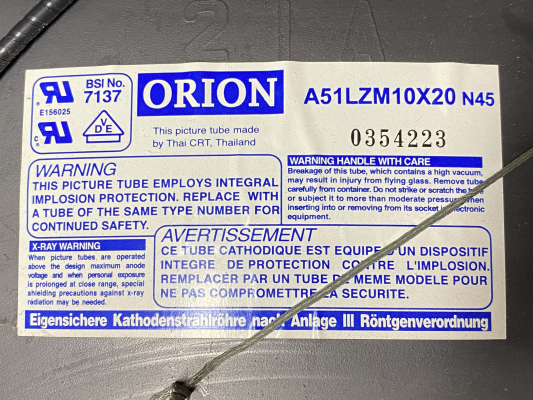 21A
BSI No.
7137
E156025
ORION
A51LZM10X20 N45
VDE
This picture tube made
by Thai CRT, Thailand
0354223
WARNING
THIS PICTURE TUBE EMPLOYS INTEGRAL
IMPLOSION PROTECTION. REPLACE WITH
A TUBE OF THE SAME TYPE NUMBER FOR
CONTINUED SAFETY.
WARNING HANDLE WITH CARE
Breakage of this tube, which contains a high vacuum,
may result in injury from flying glass. Remove tube
carefully from container. Do not strike or scratch the tube
or subject it to more than moderate pressure when
inserting into or removing from its socket in electronic
equipment.
X-RAY WARNING
When picture tubes, are operated
above the design maximum anode
voltage and when personal exposure
is prolonged at close range, special
shielding precautions against x-ray
radiation may be needed.
AVERTISSEMENT
CE TUBE CATHODIQUE EST EQUIPE D'UN DISPOSITIF
INTEGRE DE PROTECTION CONTRE L'IMPLOSION.
REMPLACER PAR UN TUBE DE MEME MODELE POUR
NE PAS COMPROMETTRE LA SECURITE.
Eigensichere Kathodenstrahlröhre nach Anlage III Röntgenverordnung